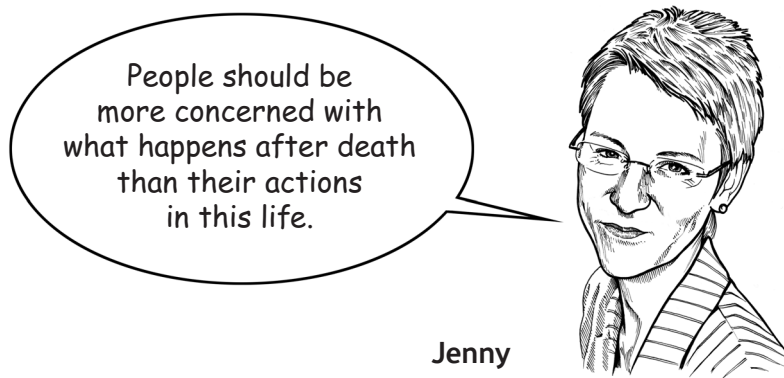 People should be
more concerned with
what happens after death
than their actions
in this life.
Jenny